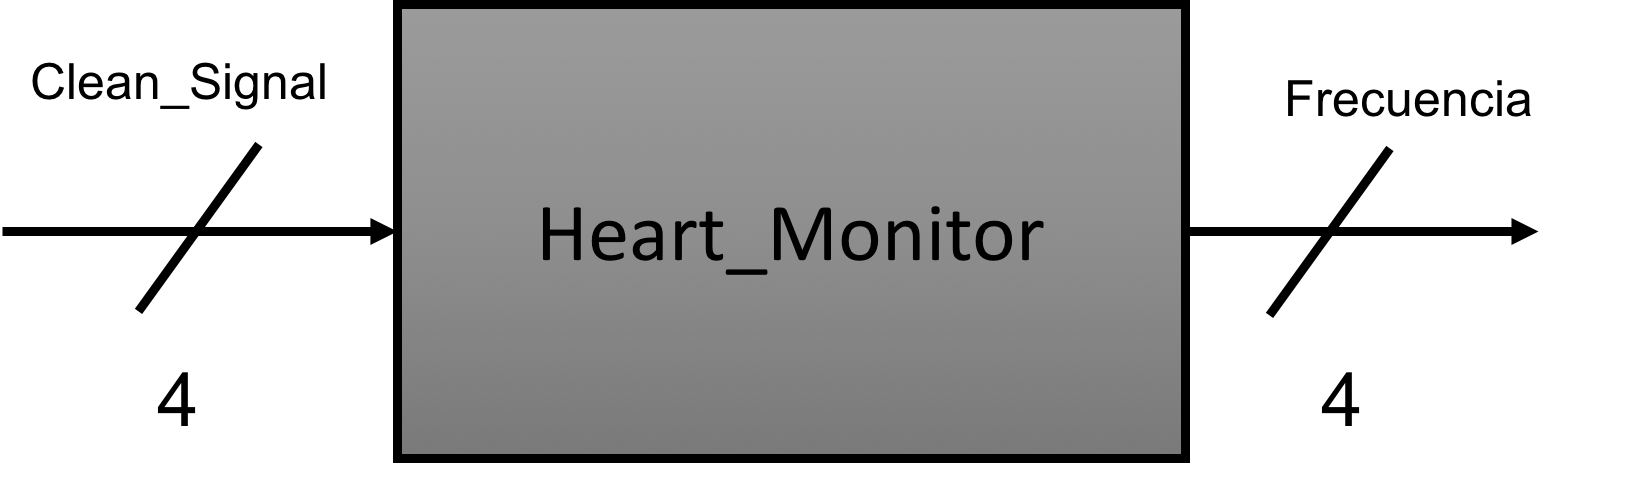 Clean_Signal
Frecuencia
Heart_Monitor
4
4